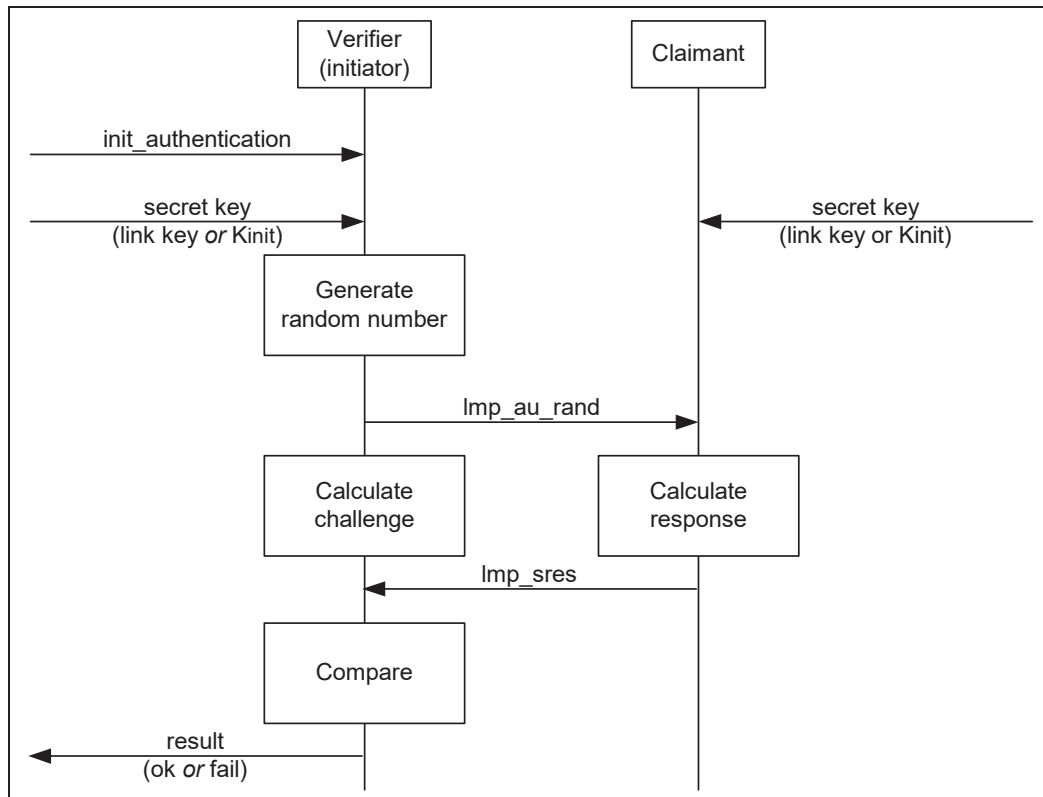 Verifier
(initiator)
Claimant
init_authentication
secret key
(link key or Kinit)
secret key
(link key or Kinit)
Generate
random number
lmp_au_rand
Calculate
challenge
Calculate
response
lmp_sres
Compare
result
(ok or fail)